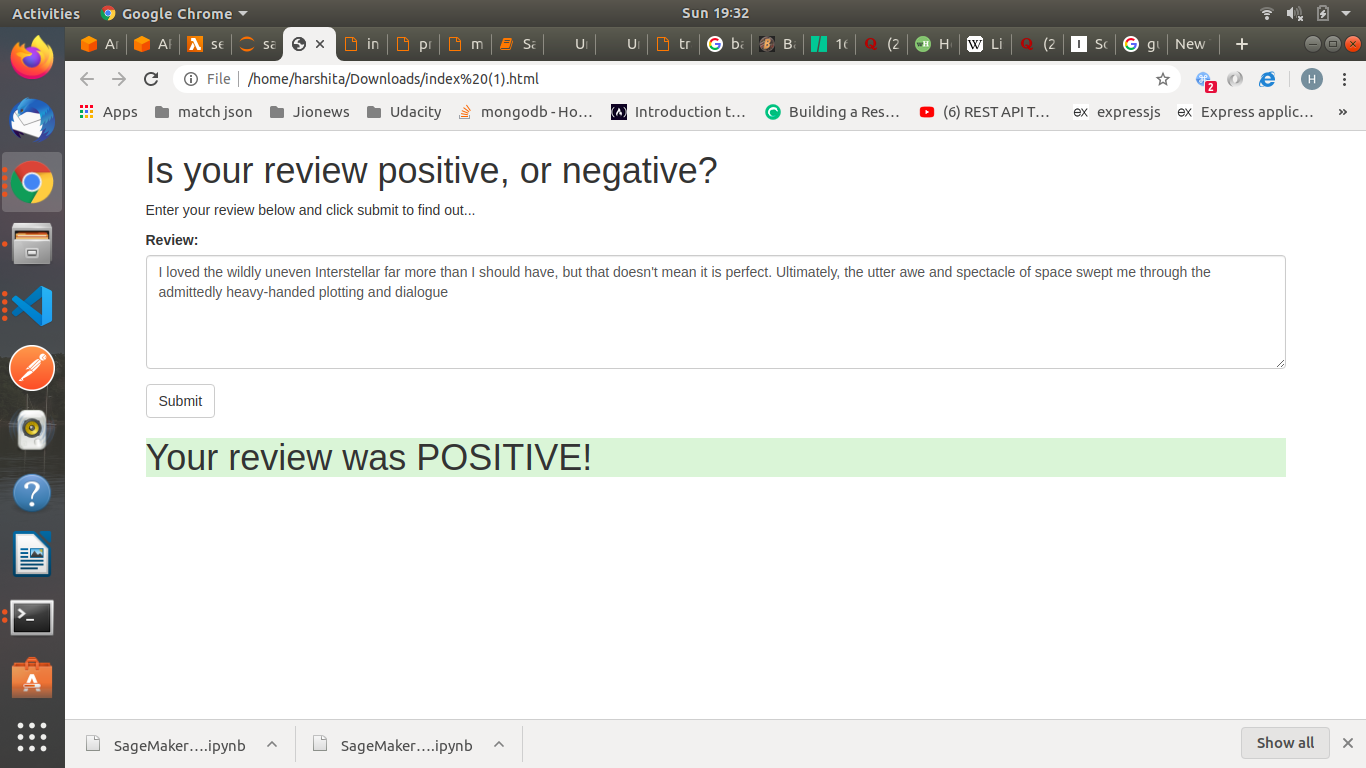 Activities Google Chrome Sun 19:32
Ar AF se sa in pr m Sa Ur Ur tr ba Ba 16 (2 H Li (2 Sc gu New
File /home/harshita/Downloads/index%20(1).html H 2
Apps match json Jionews Udacity mongodb - Ho... Introduction t... Building a Res... (6) REST API T... expressjs Express applic... »
Is your review positive, or negative?
Enter your review below and click submit to find out...
Review:
I loved the wildly uneven Interstellar far more than I should have, but that doesn't mean it is perfect. Ultimately, the utter awe and spectacle of space swept me through the
admittedly heavy-handed plotting and dialogue
Submit
Your review was POSITIVE!
SageMaker....ipynb SageMaker....ipynb Show all